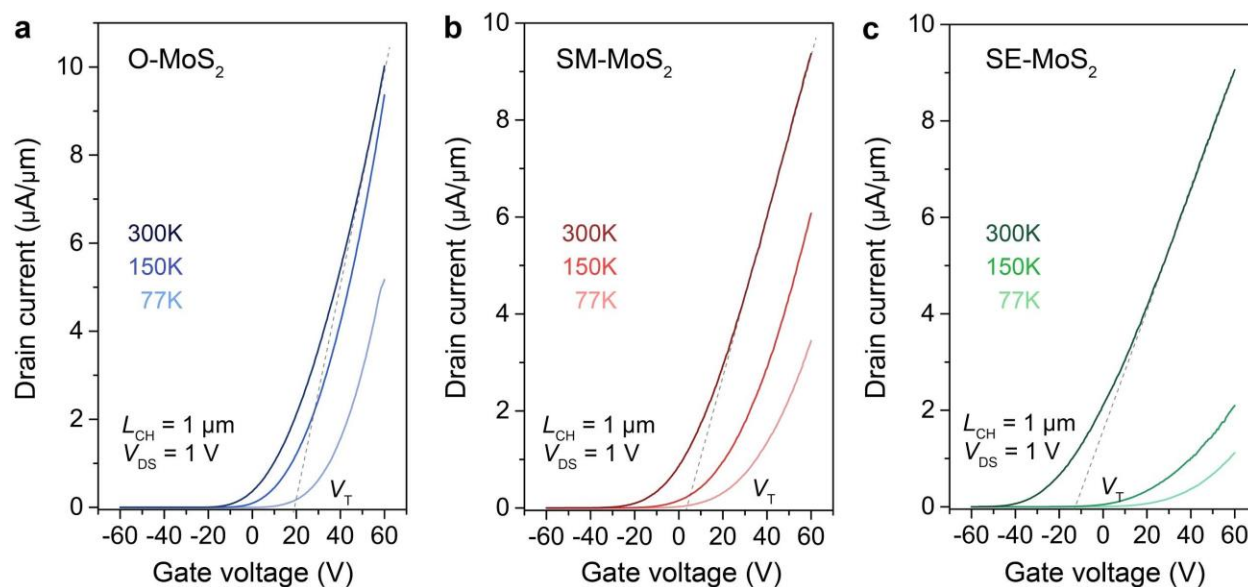 a
O-MoS2
Drain current (μA/μm)
10
8
6
4
2
0
300K
150K
77K
LCH = 1 μm
VDS = 1 V
VT
-60 -40 -20 0 20 40 60
Gate voltage (V)
b
SM-MoS2
Drain current (μA/μm)
10
8
6
4
2
0
300K
150K
77K
LCH = 1 μm
VDS = 1 V
VT
-60 -40 -20 0 20 40 60
Gate voltage (V)
c
SE-MoS2
Drain current (μA/μm)
10
8
6
4
2
0
300K
150K
77K
LCH = 1 μm
VDS = 1 V
VT
-60 -40 -20 0 20 40 60
Gate voltage (V)